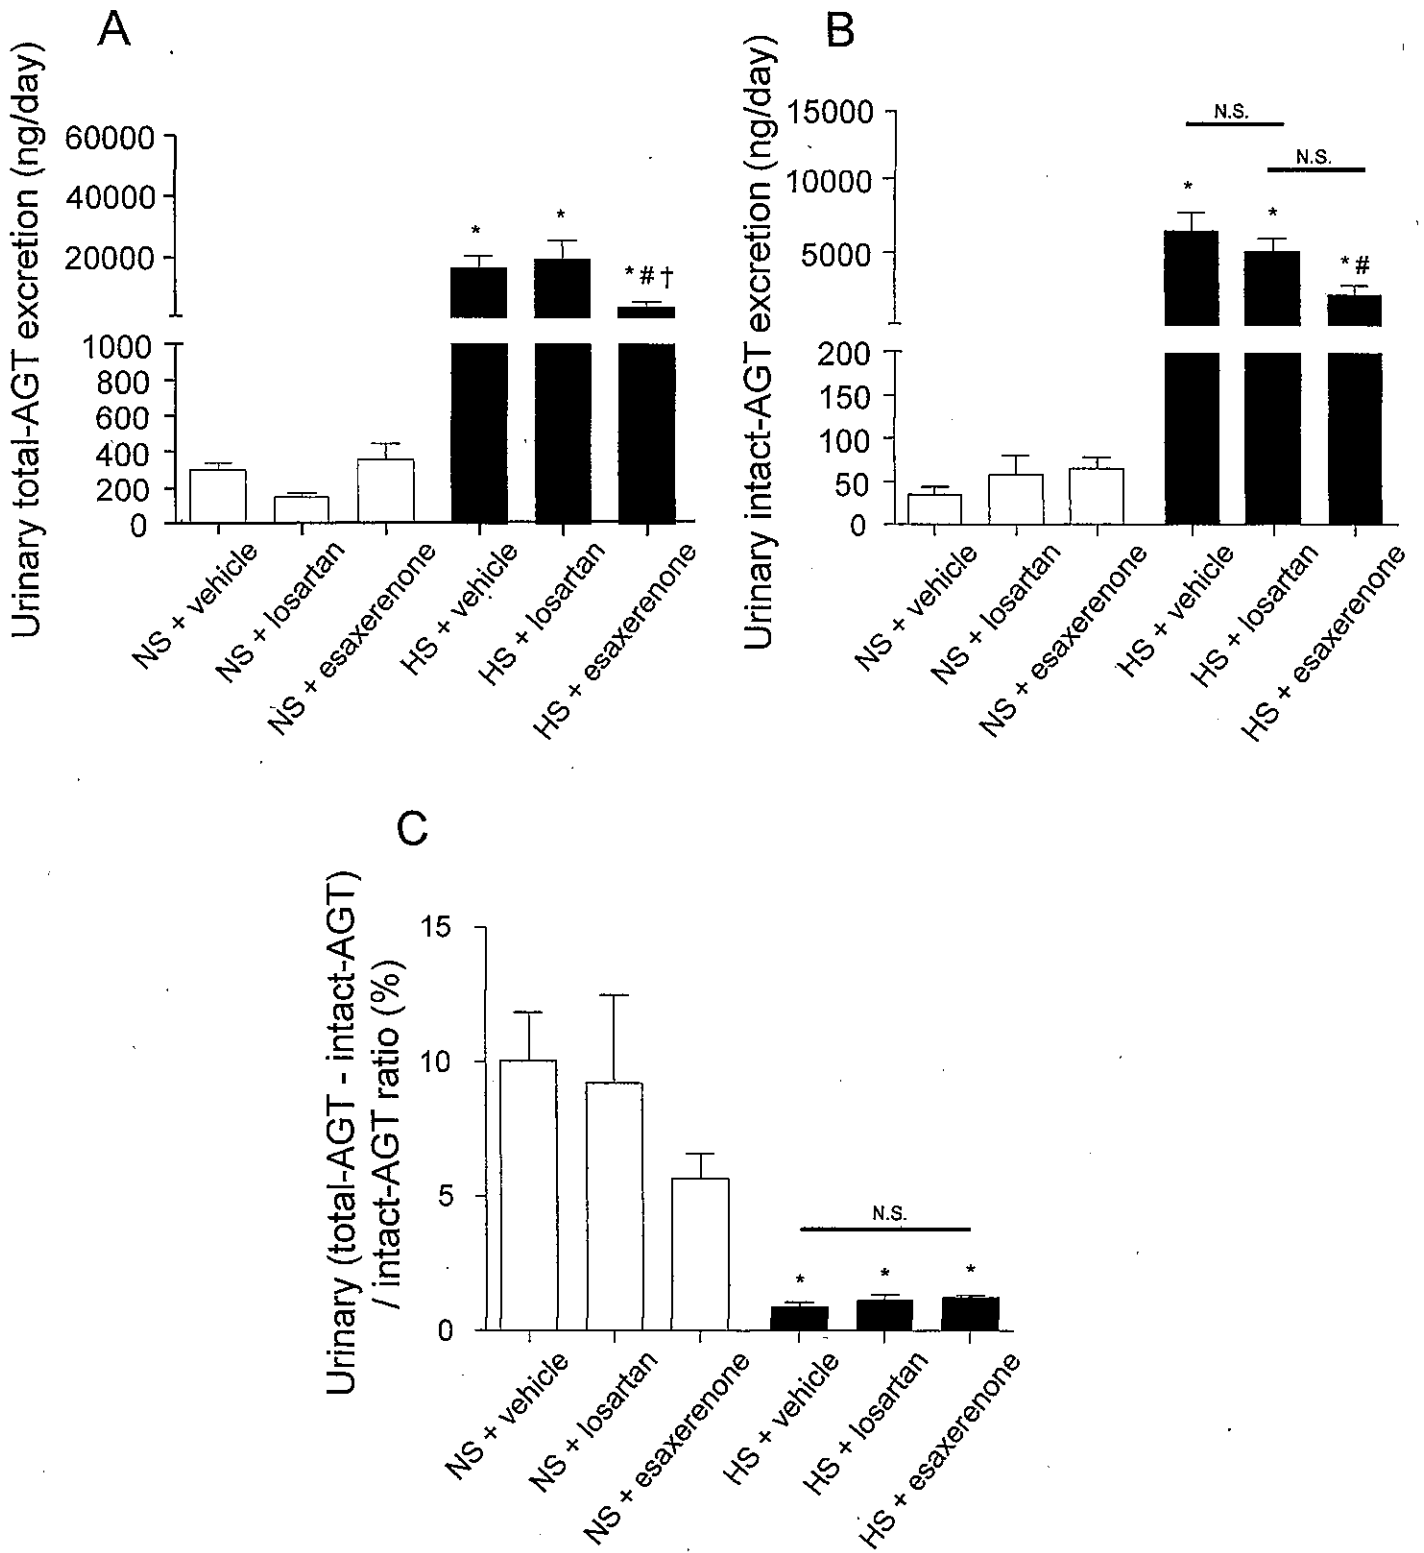 A
Urinary total-AGT excretion (ng/day)
60000
40000
20000
1000
800
600
400
200
0
*
*
*#†
NS + vehicle
NS + losartan
NS + esaxerenone
HS + vehicle
HS + losartan
HS + esaxerenone
B
Urinary intact-AGT excretion (ng/day)
15000
10000
5000
200
150
100
50
0
N.S.
N.S.
*
*
*#
NS + vehicle
NS + losartan
NS + esaxerenone
HS + vehicle
HS + losartan
HS + esaxerenone
C
Urinary (total-AGT - intact-AGT)
/ intact-AGT ratio (%)
15
10
5
0
N.S.
*
*
*
NS + vehicle
NS + losartan
NS + esaxerenone
HS + vehicle
HS + losartan
HS + esaxerenone